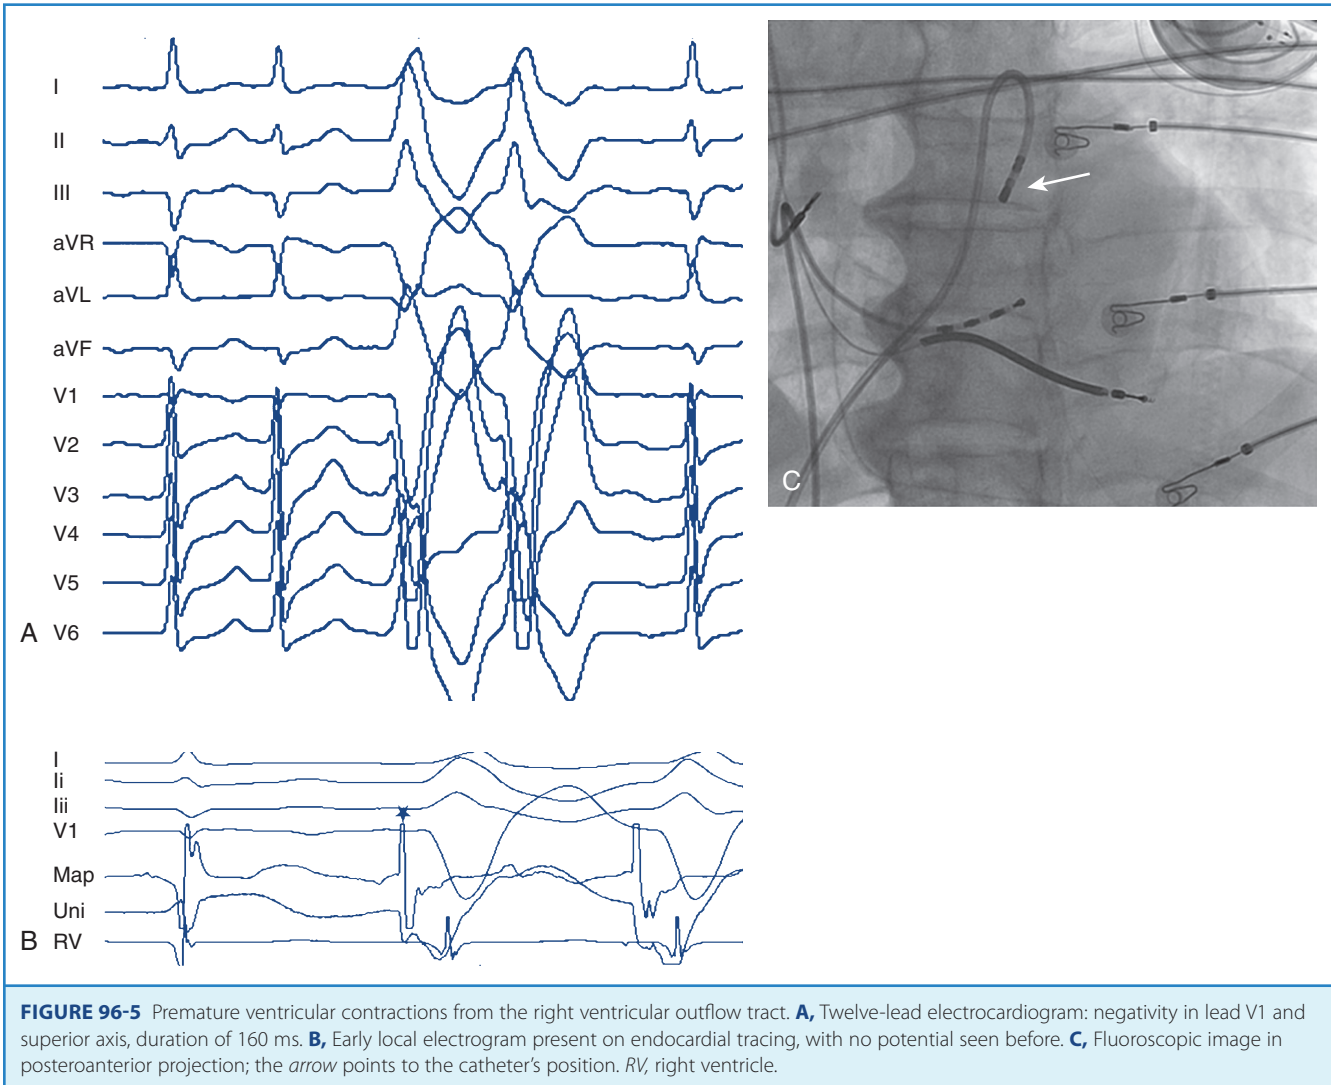 I
II
III
aVR
aVL
aVF
V1
V2
V3
V4
V5
A V6
I
Ii
Iii
V1
Map
Uni
B RV
C
FIGURE 96-5 Premature ventricular contractions from the right ventricular outflow tract. A, Twelve-lead electrocardiogram: negativity in lead V1 and
superior axis, duration of 160 ms. B, Early local electrogram present on endocardial tracing, with no potential seen before. C, Fluoroscopic image in
posteroanterior projection; the arrow points to the catheter's position. RV, right ventricle.